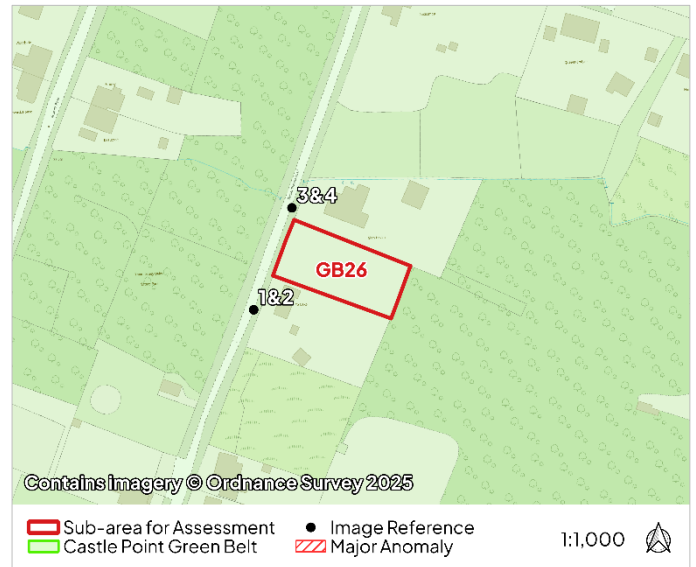 3&4
GB26
1&2
Contains imagery © Ordnance Survey 2025
Sub-area for Assessment
Image Reference
1:1,000
Castle Point Green Belt
Major Anomaly